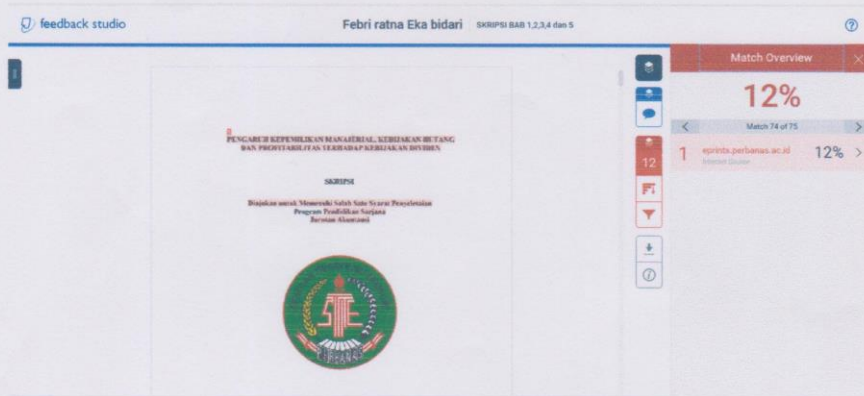 feedback studio
Febri ratna Eka bidari SKRIPSI BAB 1,2,3,4 dan 5
Match Overview
12%
Match 74 of 75
1 eprints.perbanas.ac.id 12%
Internet Source
12
PENGARUH KEPEMILIKAN MANAJERIAL, KEBIJAKAN HUTANG
DAN PROFITABILITAS TERHADAP KEBIJAKAN DIVIDEN
SKRIPSI
Diajukan untuk Memenuhi Salah Satu Syarat Penyelesaian
Program Pendidikan Sarjana
Jurusan Akuntansi
PERBANAS